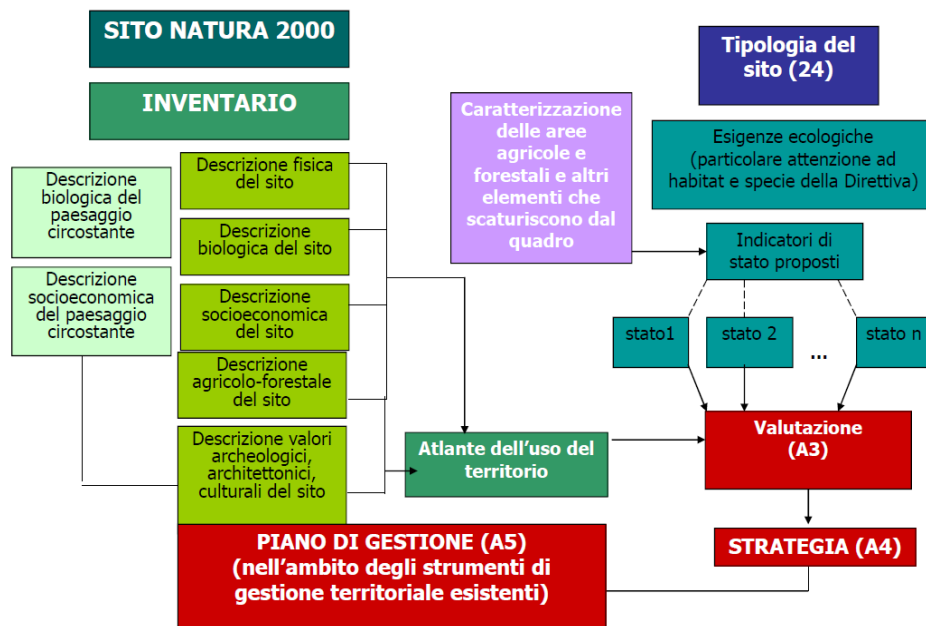 SITO NATURA 2000
INVENTARIO
Descrizione
biologica del
paesaggio
circostante
Descrizione
socioeconomica
del paesaggio
circostante
Descrizione fisica
del sito
Descrizione
biologica del sito
Descrizione
socioeconomica
del sito
Descrizione
agricolo-forestale
del sito
Descrizione valori
archeologici,
architettonici,
culturali del sito
Caratterizzazione
delle aree
agricole e
forestali e altri
elementi che
scaturiscono dal
quadro
Tipologia del
sito (24)
Esigenze ecologiche
(particolare attenzione ad
habitat e specie della Direttiva)
Indicatori di
stato proposti
stato1
stato 2
...
stato n
Atlante dell’uso del
territorio
Valutazione
(A3)
STRATEGIA (A4)
PIANO DI GESTIONE (A5)
(nell’ambito degli strumenti di
gestione territoriale esistenti)